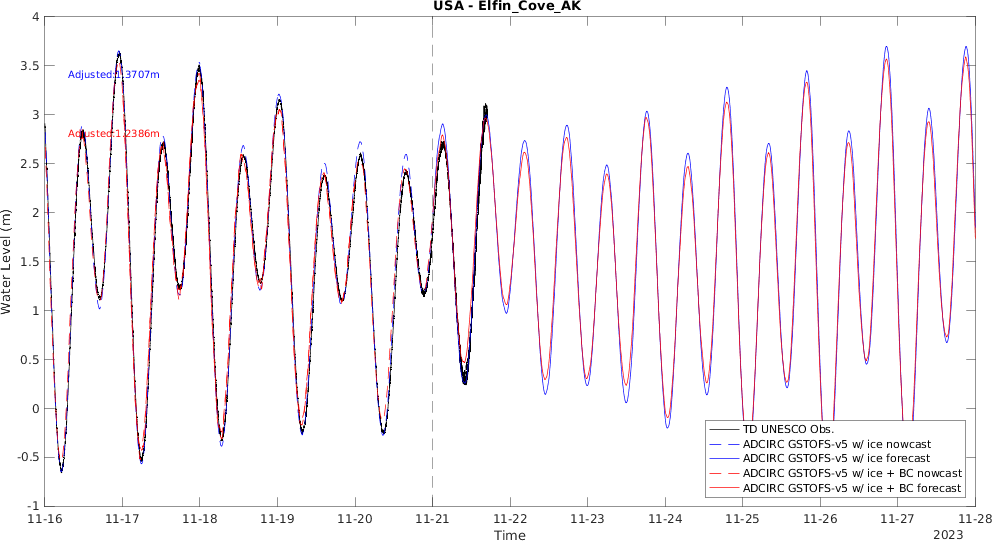 USA - Elfin_Cove_AK
Water Level (m)
4
3.5
3
2.5
2
1.5
1
0.5
0
-0.5
-1
Adjusted:1.3707m
Adjusted:1.2386m
TD UNESCO Obs.
ADCIRC GSTOFS-v5 w/ ice nowcast
ADCIRC GSTOFS-v5 w/ ice forecast
ADCIRC GSTOFS-v5 w/ ice + BC nowcast
ADCIRC GSTOFS-v5 w/ ice + BC forecast
11-16 11-17 11-18 11-19 11-20 11-21 11-22 11-23 11-24 11-25 11-26 11-27 11-28
Time
2023